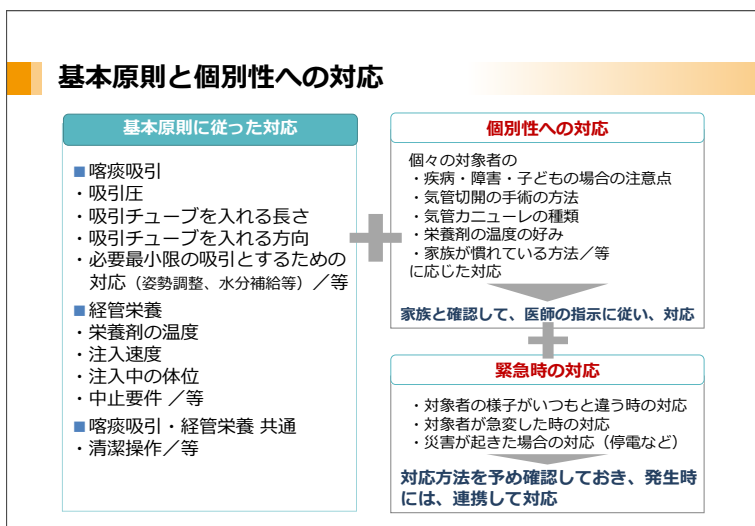 基本原則と個別性への対応
基本原則に従った対応
■喀痰吸引
・吸引圧
・吸引チューブを入れる長さ
・吸引チューブを入れる方向
・必要最小限の吸引とするための
対応（姿勢調整、水分補給等）／等
■経管栄養
・栄養剤の温度
・注入速度
・注入中の体位
・中止要件 ／等
■喀痰吸引・経管栄養 共通
・清潔操作／等
個別性への対応
個々の対象者の
・疾病・障害・子どもの場合の注意点
・気管切開の手術の方法
・気管カニューレの種類
・栄養剤の温度の好み
・家族が慣れている方法／等
に応じた対応
家族と確認して、医師の指示に従い、対応
緊急時の対応
・対象者の様子がいつもと違う時の対応
・対象者が急変した時の対応
・災害が起きた場合の対応（停電など）
対応方法を予め確認しておき、発生時
には、連携して対応